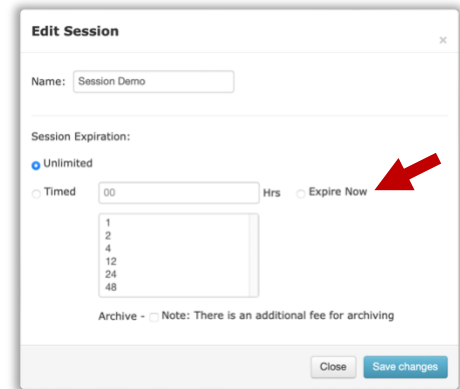 Edit Session
×
Name: Session Demo
Session Expiration:
Unlimited
Timed 00 Hrs Expire Now
1
2
4
12
24
48
Archive - Note: There is an additional fee for archiving
Close Save changes